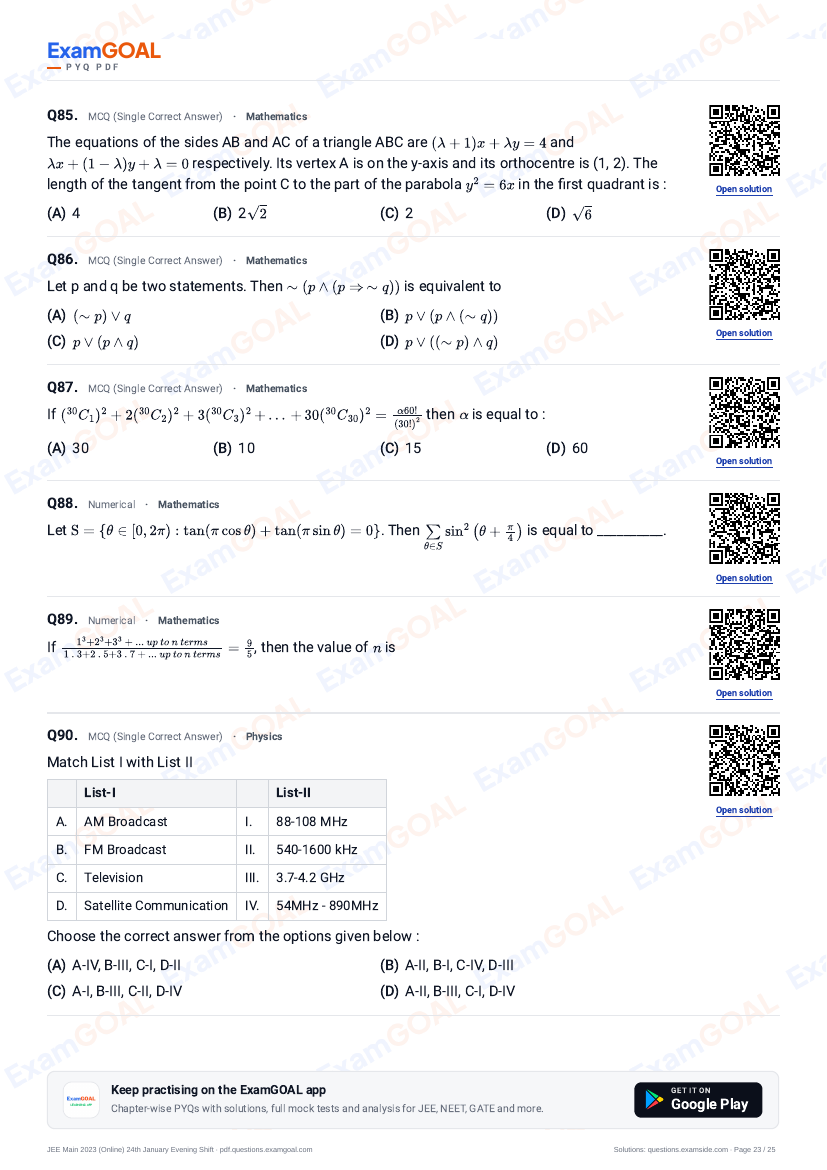 ExamGOAL
PYQ PDF
Q85. MCQ (Single Correct Answer) · Mathematics
The equations of the sides AB and AC of a triangle ABC are (λ + 1)x + λy = 4 and
λx + (1 − λ)y + λ = 0 respectively. Its vertex A is on the y-axis and its orthocentre is (1, 2). The
length of the tangent from the point C to the part of the parabola y² = 6x in the first quadrant is :
(A) 4 (B) 2√2 (C) 2 (D) √6
Open solution
Q86. MCQ (Single Correct Answer) · Mathematics
Let p and q be two statements. Then ∼ (p ∧ (p ⇒∼ q)) is equivalent to
(A) (∼ p) ∨ q (B) p ∨ (p ∧ (∼ q))
(C) p ∨ (p ∧ q) (D) p ∨ ((∼ p) ∧ q)
Open solution
Q87. MCQ (Single Correct Answer) · Mathematics
If (³⁰C₁)² + 2(³⁰C₂)² + 3(³⁰C₃)² + … + 30(³⁰C₃₀)² = α60!/(30!)² then α is equal to :
(A) 30 (B) 10 (C) 15 (D) 60
Open solution
Q88. Numerical · Mathematics
Let S = {θ ∈ [0, 2π) : tan(π cos θ) + tan(π sin θ) = 0}. Then ∑_{θ∈S} sin² (θ + π/4) is equal to __________.
Open solution
Q89. Numerical · Mathematics
If (1³+2³+3³ + ... up to n terms)/(1 . 3+2 . 5+3 . 7 + ... up to n terms) = 9/5, then the value of n is
Open solution
Q90. MCQ (Single Correct Answer) · Physics
Match List I with List II
Open solution
List-I List-II
A. AM Broadcast I. 88-108 MHz
B. FM Broadcast II. 540-1600 kHz
C. Television III. 3.7-4.2 GHz
D. Satellite Communication IV. 54MHz - 890MHz
Choose the correct answer from the options given below :
(A) A-IV, B-III, C-I, D-II (B) A-II, B-I, C-IV, D-III
(C) A-I, B-III, C-II, D-IV (D) A-II, B-III, C-I, D-IV
Keep practising on the ExamGOAL app
Chapter-wise PYQs with solutions, full mock tests and analysis for JEE, NEET, GATE and more.
GET IT ON
Google Play
JEE Main 2023 (Online) 24th January Evening Shift · pdf.questions.examgoal.com Solutions: questions.examside.com · Page 23 / 25